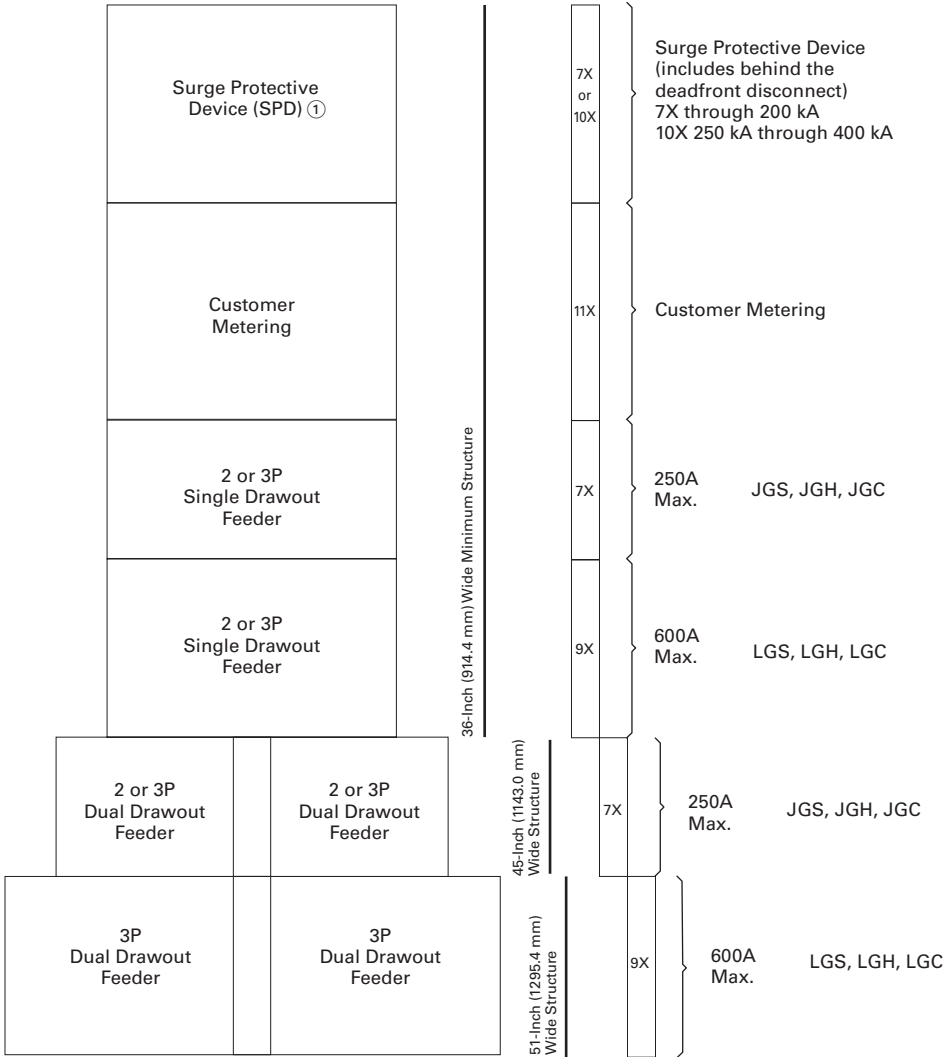 Surge Protective
Device (SPD) ①
7X
or
10X
Surge Protective Device
(includes behind the
deadfront disconnect)
7X through 200 kA
10X 250 kA through 400 kA
Customer
Metering
11X
Customer Metering
36-Inch (914.4 mm) Wide Minimum Structure
2 or 3P
Single Drawout
Feeder
7X
250A
Max.
JGS, JGH, JGC
2 or 3P
Single Drawout
Feeder
9X
600A
Max.
LGS, LGH, LGC
2 or 3P
Dual Drawout
Feeder
2 or 3P
Dual Drawout
Feeder
45-Inch (1143.0 mm)
Wide Structure
7X
250A
Max.
JGS, JGH, JGC
3P
Dual Drawout
Feeder
3P
Dual Drawout
Feeder
51-Inch (1295.4 mm)
Wide Structure
9X
600A
Max.
LGS, LGH, LGC